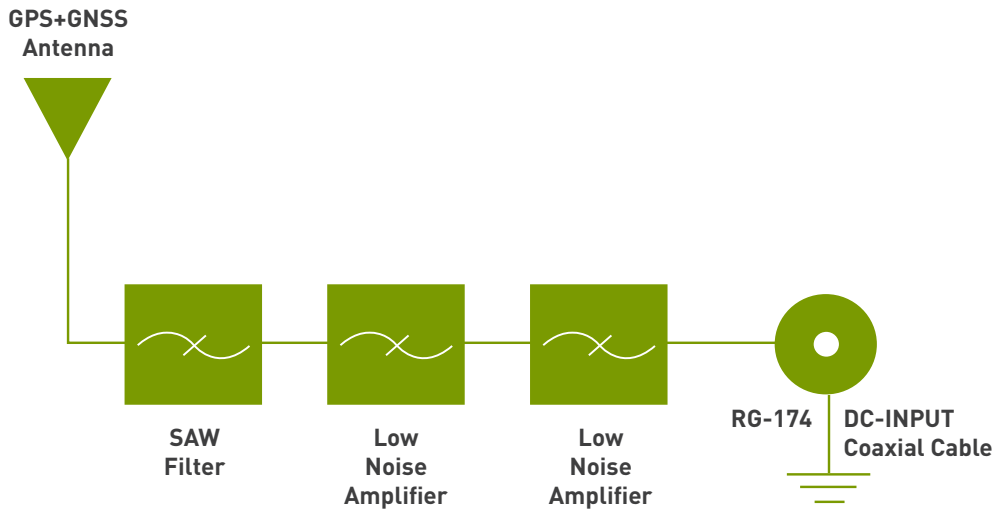 GPS+GNSS
Antenna
SAW
Filter
Low
Noise
Amplifier
Low
Noise
Amplifier
RG-174
DC-INPUT
Coaxial Cable